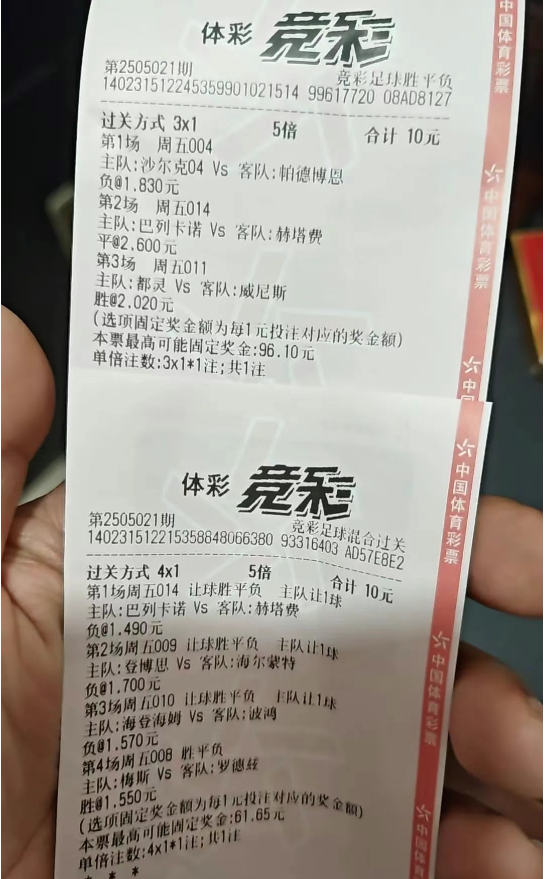 体彩 竞彩
第2505021期 竞彩足球胜平负
140231512245359901021514 99617720 08AD8127
过关方式 3x1 5倍 合计 10元
第1场 周五004
主队:沙尔克04 Vs 客队:帕德博恩
负@1.830元
第2场 周五014
主队:巴列卡诺 Vs 客队:赫塔费
平@2.600元
第3场 周五011
主队:都灵 Vs 客队:威尼斯
胜@2.020元
(选项固定奖金额为每1元投注对应的奖金额)
本票最高可能固定奖金:96.10元
单倍注数:3x1*1注;共1注
体彩 竞彩
第2505021期 竞彩足球混合过关
140231512215358648066380 93316403 AD57E8E2
过关方式 4x1 5倍 合计 10元
第1场周五014 让球胜平负 主队让1球
主队:巴列卡诺 Vs 客队:赫塔费
负@1.490元
第2场周五009 让球胜平负 主队让1球
主队:登博思 Vs 客队:海尔蒙特
负@1.700元
第3场周五010 让球胜平负 主队让1球
主队:海登海姆 Vs 客队:波鸿
负@1.570元
第4场周五008 胜平负
主队:梅斯 Vs 客队:罗德兹
胜@1.550元
(选项固定奖金额为每1元投注对应的奖金额)
本票最高可能固定奖金:61.65元
单倍注数:4x1*1注;共1注
* * *
中国体育彩票
中国体育彩票
中国体育彩票
中国体育彩票
中国体育